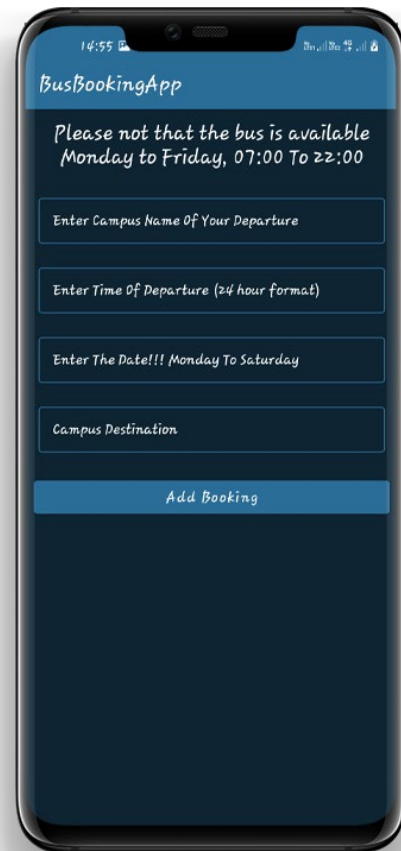 14:55
BusBookingApp
Please not that the bus is available
Monday to Friday, 07:00 To 22:00
Enter Campus Name Of Your Departure
Enter Time Of Departure (24 hour format)
Enter The Date!!! Monday To Saturday
Campus Destination
Add Booking